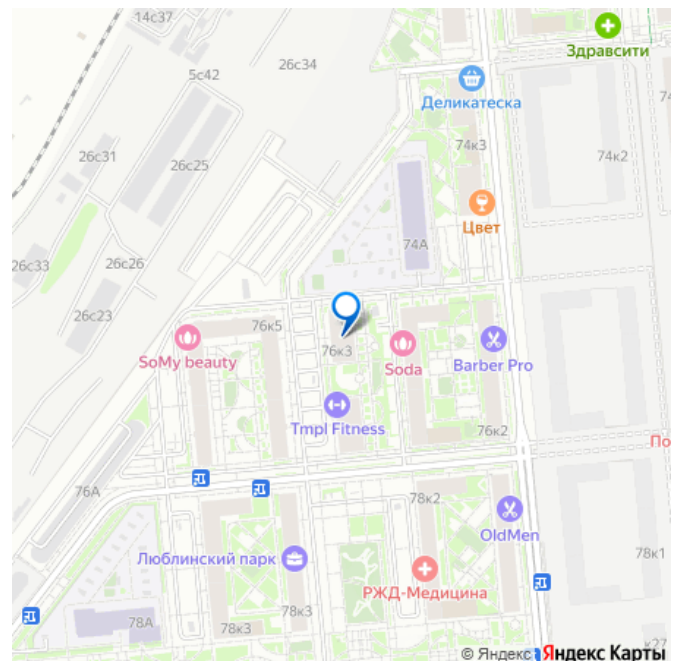 14с37
Здравсити
26с34
5с42
Деликатеска
74к3
74к2
26с31
26с25
Цвет
74А
26с33
26с26
26с23
76к5
76к3
SoMy beauty
Soda
Barber Pro
Tmpl Fitness
76к2
По
76А
78к2
OldMen
Люблинский парк
78к1
РЖД-Медицина
78к3
78А
78к3
к27
© Яндекс
Яндекс Карты